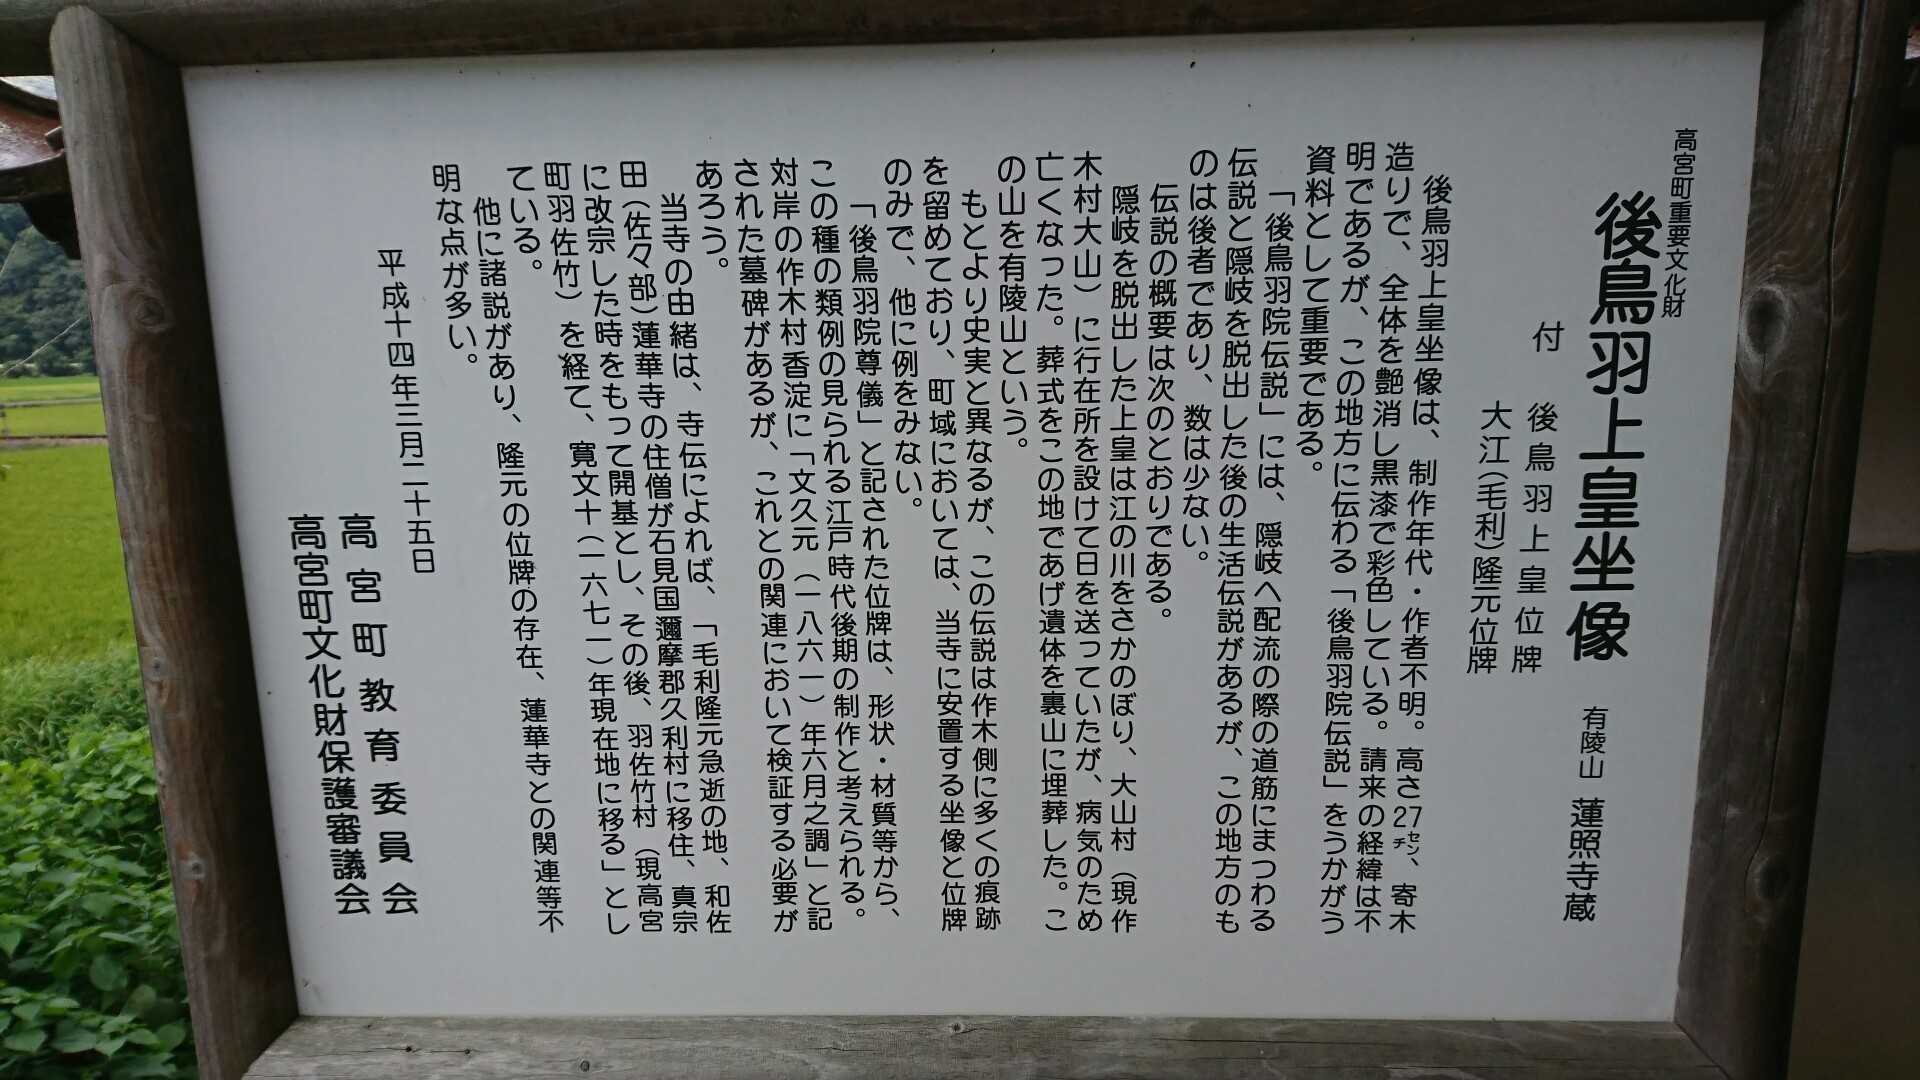 高宮町重要文化財
後鳥羽上皇坐像　有陵山　蓮照寺蔵
付　後鳥羽上皇位牌
大江(毛利)隆元位牌
後鳥羽上皇坐像は、制作年代・作者不明。高さ27センチ、寄木
造りで、全体を艶消し黒漆で彩色している。請来の経緯は不
明であるが、この地方に伝わる「後鳥羽院伝説」をうかがう
資料として重要である。
「後鳥羽院伝説」には、隠岐へ配流の際の道筋にまつわる
伝説と隠岐を脱出した後の生活伝説があるが、この地方のも
のは後者であり、数は少ない。
伝説の概要は次のとおりである。
隠岐を脱出した上皇は江の川をさかのぼり、大山村（現作
木村大山）に行在所を設けて日を送っていたが、病気のため
亡くなった。葬式をこの地であげ遺体を裏山に埋葬した。こ
の山を有陵山という。
もとより史実と異なるが、この伝説は作木側に多くの痕跡
を留めており、町域においては、当寺に安置する坐像と位牌
のみで、他に例をみない。
「後鳥羽院尊儀」と記された位牌は、形状・材質等から、
この種の類例の見られる江戸時代後期の制作と考えられる。
対岸の作木村香淀に「文久元（一八六一）年六月之調」と記
された墓碑があるが、これとの関連において検証する必要が
あろう。
当寺の由緒は、寺伝によれば、「毛利隆元急逝の地、和佐
田（佐々部）蓮華寺の住僧が石見国邇摩郡久利村に移住、真宗
に改宗した時をもって開基とし、その後、羽佐竹村（現高宮
町羽佐竹）を経て、寛文十（一六七一）年現在地に移る」とし
ている。
他に諸説があり、隆元の位牌の存在、蓮華寺との関連等不
明な点が多い。
平成十四年三月二十五日
高宮町教育委員会
高宮町文化財保護審議会